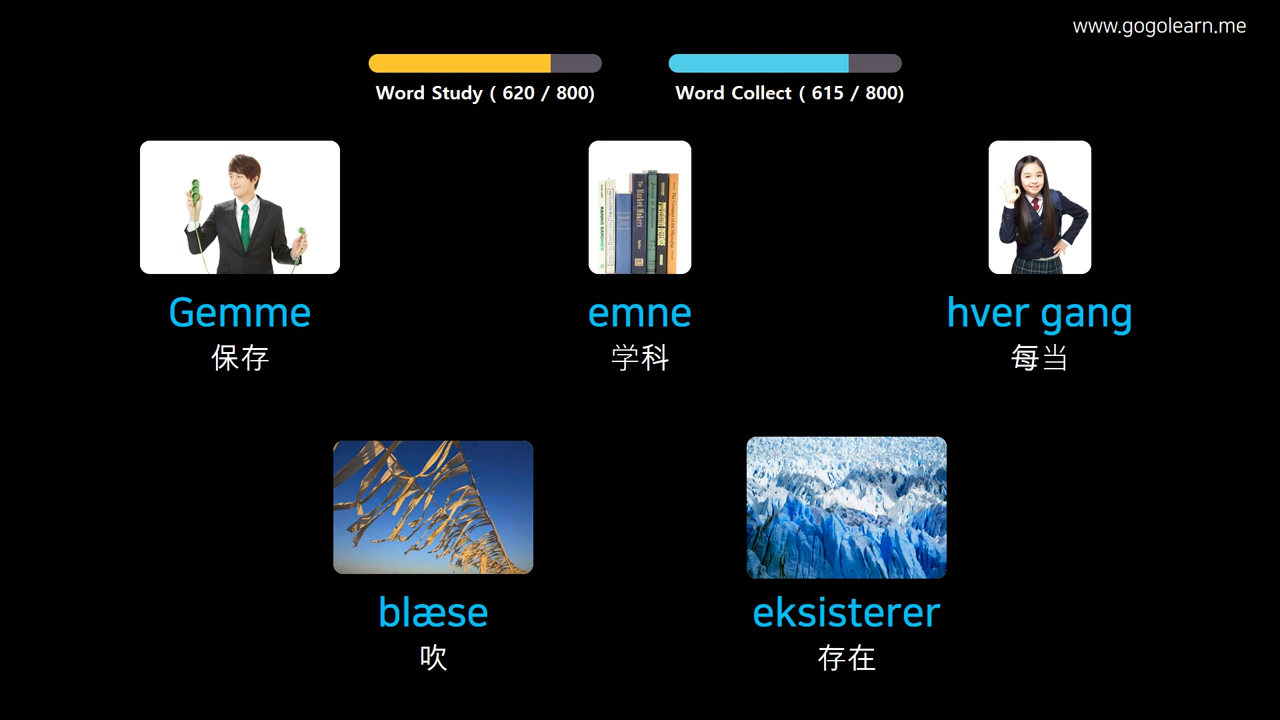 www.gogolearn.me
Word Study ( 620 / 800)
Word Collect ( 615 / 800)
Gemme
保存
emne
学科
hver gang
每当
blæse
吹
eksisterer
存在